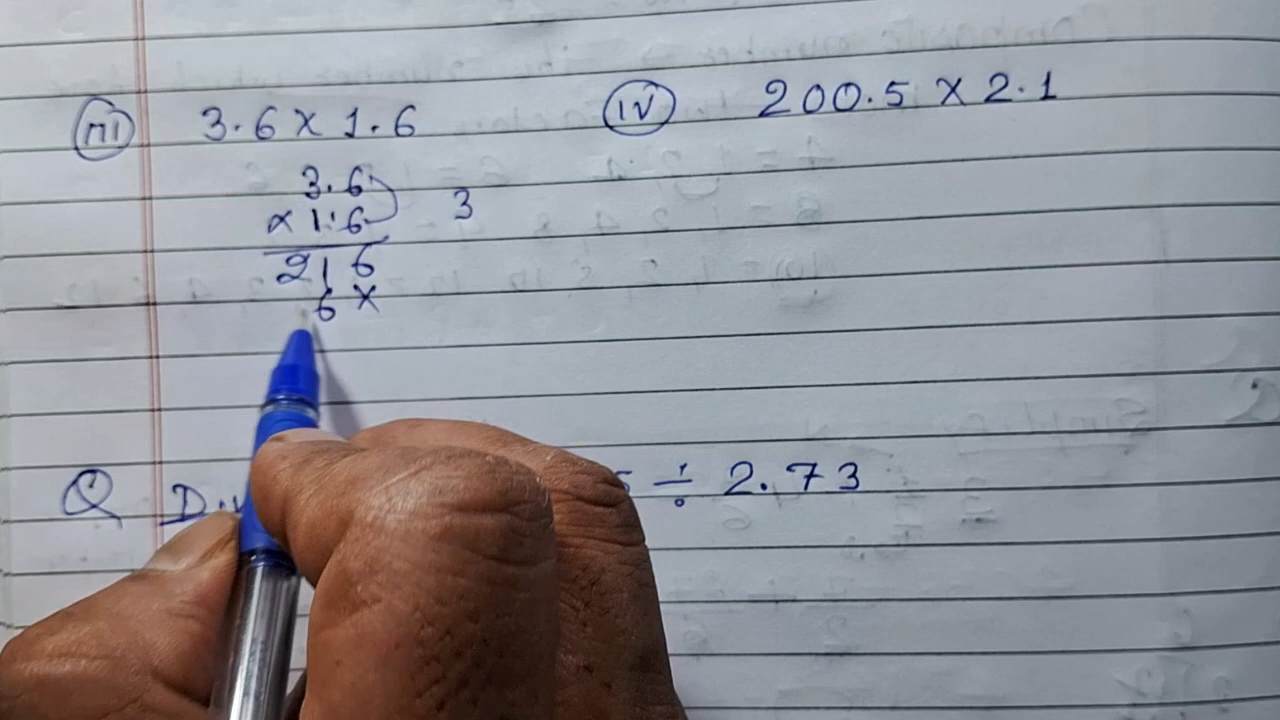 (iii) 3.6 × 1.6
3.6
× 1.6
3
216
6 ×
(iv) 200.5 × 2.1
Q ÷ 2.73